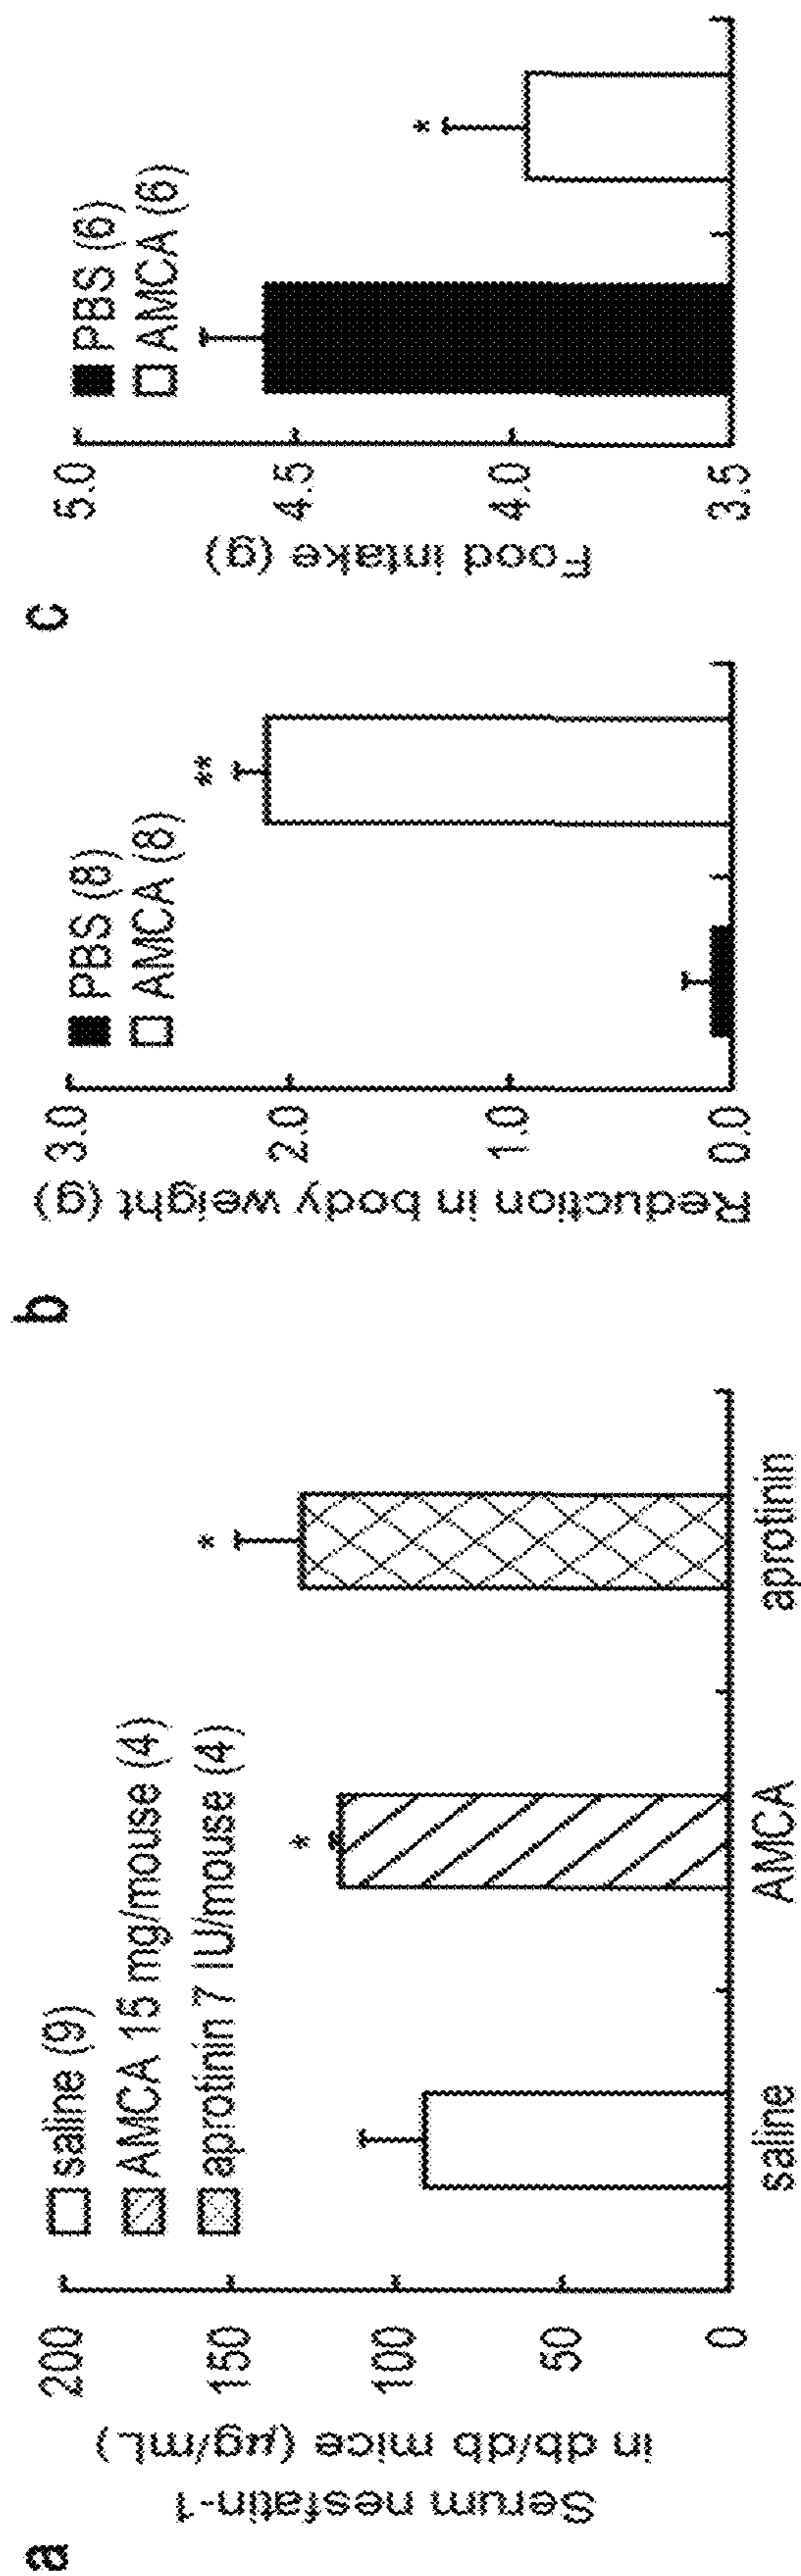 a
Serum nesfatin-1
in db/db mice (μg/mL)
200
150
100
50
0
saline (9)
AMCA 15 mg/mouse (4)
aprotinin 7 IU/mouse (4)
*
*
saline
AMCA
aprotinin
b
Reduction in body weight (g)
3.0
2.0
1.0
0.0
PBS (8)
AMCA (8)
**
c
Food intake (g)
5.0
4.5
4.0
3.5
PBS (6)
AMCA (6)
*